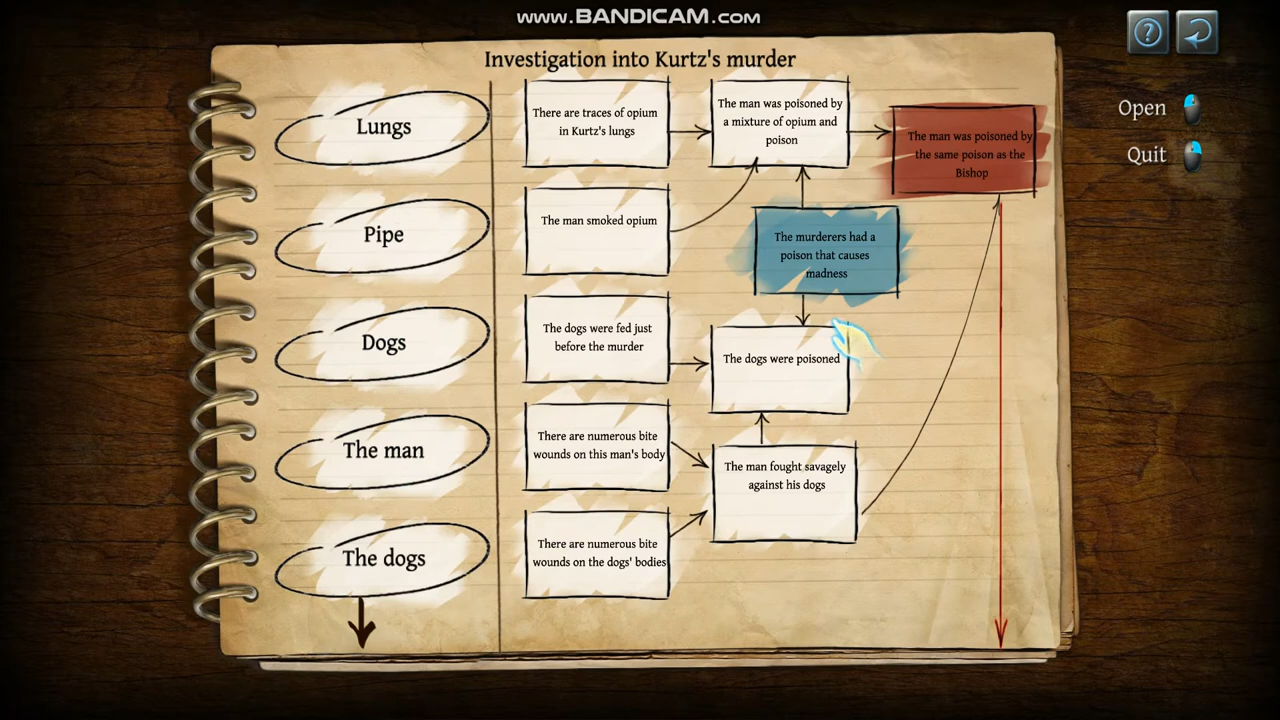 www.BANDICAM.com
Investigation into Kurtz's murder
Open
Quit
Lungs
Pipe
Dogs
The man
The dogs
There are traces of opium
in Kurtz's lungs
The man smoked opium
The dogs were fed just
before the murder
There are numerous bite
wounds on this man's body
There are numerous bite
wounds on the dogs' bodies
The man was poisoned by
a mixture of opium and
poison
The murderers had a
poison that causes
madness
The dogs were poisoned
The man fought savagely
against his dogs
The man was poisoned by
the same poison as the
Bishop